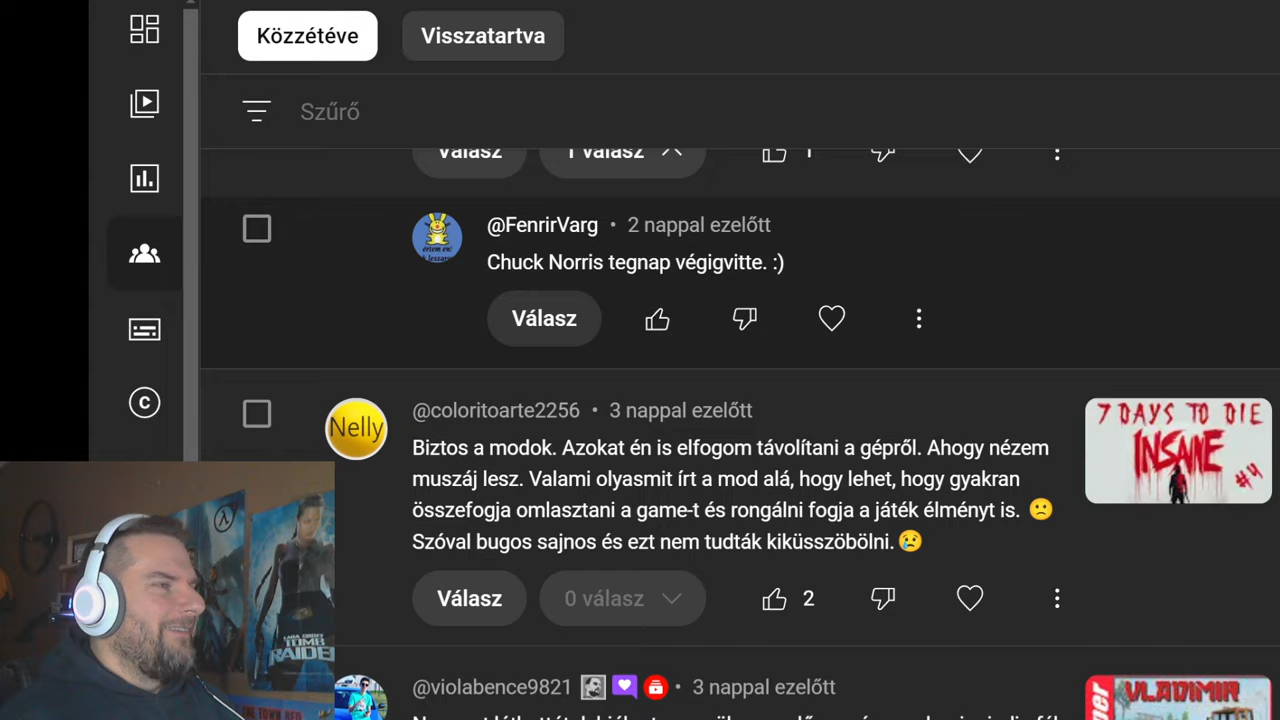 Közzétéve
Visszatartva
Szűrő
Válasz
1 válasz
1
@FenrirVarg • 2 nappal ezelőtt
Chuck Norris tegnap végigvitte. :)
Válasz
@coloritoarte2256 • 3 nappal ezelőtt
Nelly
Biztos a modok. Azokat én is elfogom távolítani a gépről. Ahogy nézem
muszáj lesz. Valami olyasmit írt a mod alá, hogy lehet, hogy gyakran
összefogja omlasztani a game-t és rongálni fogja a játék élményt is. 🙁
Szóval bugos sajnos és ezt nem tudták kiküsszöbölni. 😢
7 DAYS TO DIE
INSANE
#4
Válasz
0 válasz
2
@violabence9821 • 3 nappal ezelőtt
VLADIMIR
LARA CROFT
TOMB
RAIDER